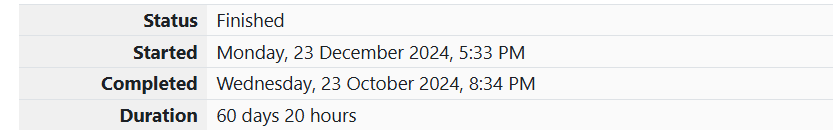 Status Finished
Started Monday, 23 December 2024, 5:33 PM
Completed Wednesday, 23 October 2024, 8:34 PM
Duration 60 days 20 hours